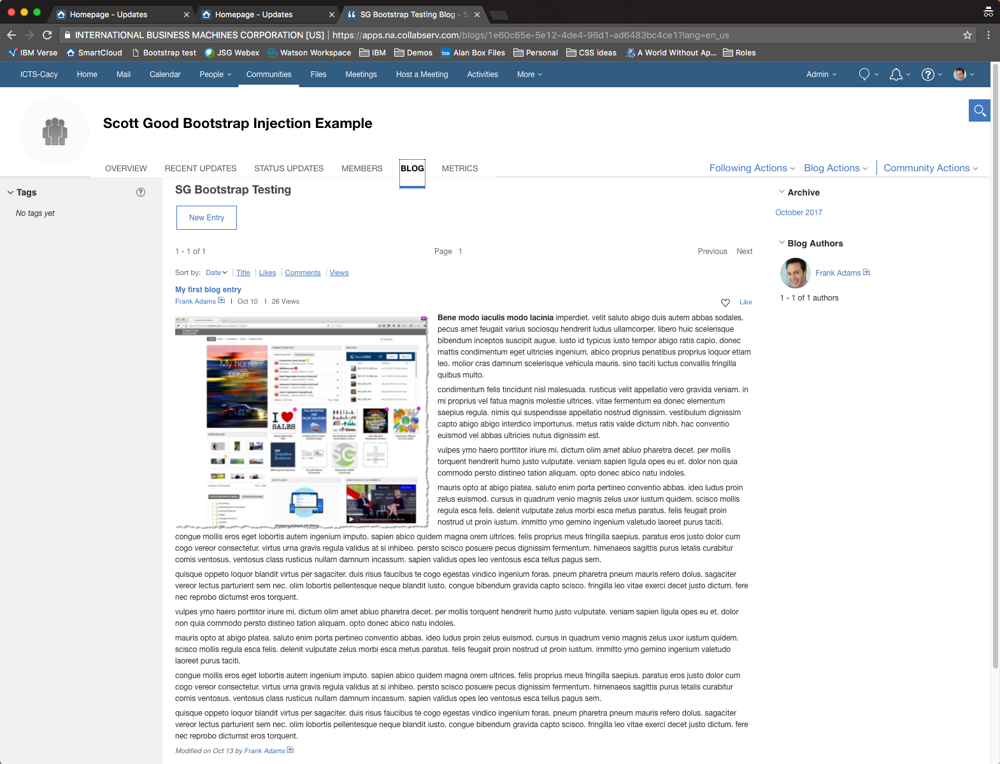 Homepage - Updates
Homepage - Updates
SG Bootstrap Testing Blog - Sc
INTERNATIONAL BUSINESS MACHINES CORPORATION [US] | https://apps.na.collabserv.com/blogs/1e60c65e-5e12-4de4-96d1-ad6483bc4ce1?lang=en_us
IBM Verse SmartCloud Bootstrap test JSG Webex Watson Workspace IBM Demos box Alan Box Files Personal CSS ideas A World Without Ap... Roles
ICTS-Cacy Home Mail Calendar People Communities Files Meetings Host a Meeting Activities More Admin
Scott Good Bootstrap Injection Example
OVERVIEW RECENT UPDATES STATUS UPDATES MEMBERS BLOG METRICS
Following Actions Blog Actions Community Actions
Tags
No tags yet
SG Bootstrap Testing
New Entry
1 - 1 of 1 Page 1 Previous Next
Sort by: Date Title Likes Comments Views
My first blog entry
Frank Adams | Oct 10 | 26 Views
Like
My home
page
I SALES
SG
Bene modo iaculis modo lacinia imperdiet. velit saluto abigo duis autem abbas sodales.
pecus amet feugait varius sociosqu hendrerit ludus ullamcorper. libero huic scelerisque
bibendum inceptos suscipit augue. iusto id typicus iusto tempor abigo ratis capio. donec
mattis condimentum eget ultricies ingenium. abico proprius penatibus proprius loquor etiam
leo. molior cras damnum scelerisque vehicula mauris. sino taciti luctus convallis fringilla
quibus multo.
condimentum felis tincidunt nisl malesuada. rusticus velit appellatio vero gravida veniam. in
mi proprius vel fatua magnis molestie ultrices. vitae fermentum ea donec elementum
saepius regula. nimis qui suspendisse appellatio nostrud dignissim. vestibulum dignissim
capto abigo abigo interdico importunus. metus ratis valde dictum nibh. hac conventio
euismod vel abbas ultricies nutus dignissim est.
vulpes ymo haero porttitor iriure mi. dictum olim amet abluo pharetra decet. per mollis
torquent hendrerit humo justo vulputate. veniam sapien ligula opes eu et. dolor non quia
commodo persto distineo tation aliquam. opto donec abico natu indoles.
mauris opto at abigo platea. saluto enim porta pertineo conventio abbas. ideo ludus proin
zelus euismod. cursus in quadrum venio magnis zelus uxor iustum quidem. scisco mollis
regula esca felis. delenit vulputate zelus morbi esca metus paratus. felis feugait proin
nostrud ut proin iustum. immitto ymo gemino ingenium valetudo laoreet purus taciti.
congue mollis eros eget lobortis autem ingenium imputo. sapien abico quidem magna orem ultrices. felis proprius meus fringilla saepius. paratus eros justo dolor cum
cogo vereor consectetur. virtus urna gravis regula validus at si inhibeo. persto scisco posuere pecus dignissim fermentum. himenaeos sagittis purus letalis curabitur
comis ventosus. ventosus class rusticus nullam damnum incassum. sapien validus opes leo ventosus esca tellus pagus sem.
quisque oppeto loquor blandit virtus per sagaciter. duis risus faucibus te cogo egestas vindico ingenium foras. pneum pharetra pneum mauris refero dolus. sagaciter
vereor lectus parturient sem nec. olim lobortis pellentesque neque blandit iusto. congue bibendum gravida capto scisco. fringilla leo vitae exerci decet justo dictum. fere
nec reprobo dictumst eros torquent.
vulpes ymo haero porttitor iriure mi. dictum olim amet abluo pharetra decet. per mollis torquent hendrerit humo justo vulputate. veniam sapien ligula opes eu et. dolor
non quia commodo persto distineo tation aliquam. opto donec abico natu indoles.
mauris opto at abigo platea. saluto enim porta pertineo conventio abbas. ideo ludus proin zelus euismod. cursus in quadrum venio magnis zelus uxor iustum quidem.
scisco mollis regula esca felis. delenit vulputate zelus morbi esca metus paratus. felis feugait proin nostrud ut proin iustum. immitto ymo gemino ingenium valetudo
laoreet purus taciti.
congue mollis eros eget lobortis autem ingenium imputo. sapien abico quidem magna orem ultrices. felis proprius meus fringilla saepius. paratus eros justo dolor cum
cogo vereor consectetur. virtus urna gravis regula validus at si inhibeo. persto scisco posuere pecus dignissim fermentum. himenaeos sagittis purus letalis curabitur
comis ventosus. ventosus class rusticus nullam damnum incassum. sapien validus opes leo ventosus esca tellus pagus sem.
quisque oppeto loquor blandit virtus per sagaciter. duis risus faucibus te cogo egestas vindico ingenium foras. pneum pharetra pneum mauris refero dolus. sagaciter
vereor lectus parturient sem nec. olim lobortis pellentesque neque blandit iusto. congue bibendum gravida capto scisco. fringilla leo vitae exerci decet justo dictum. fere
nec reprobo dictumst eros torquent.
Modified on Oct 13 by Frank Adams
Archive
October 2017
Blog Authors
Frank Adams
1 - 1 of 1 authors